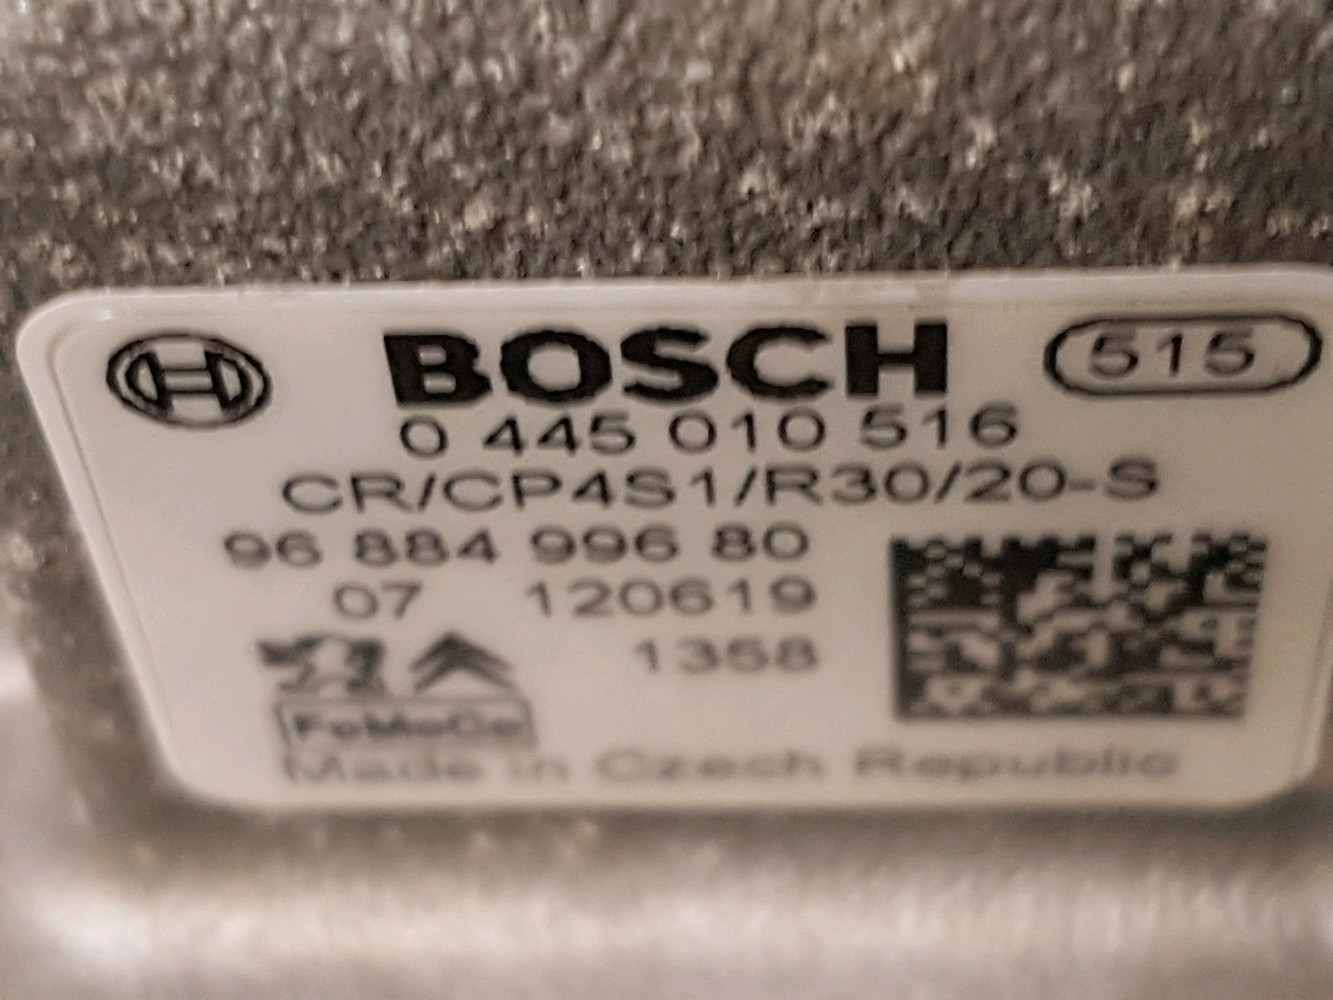 BOSCH 515
0 445 010 516
CR/CP4S1/R30/20-S
96 884 996 80
07 120619
1358
FoMoCo
Made in Czech Republic